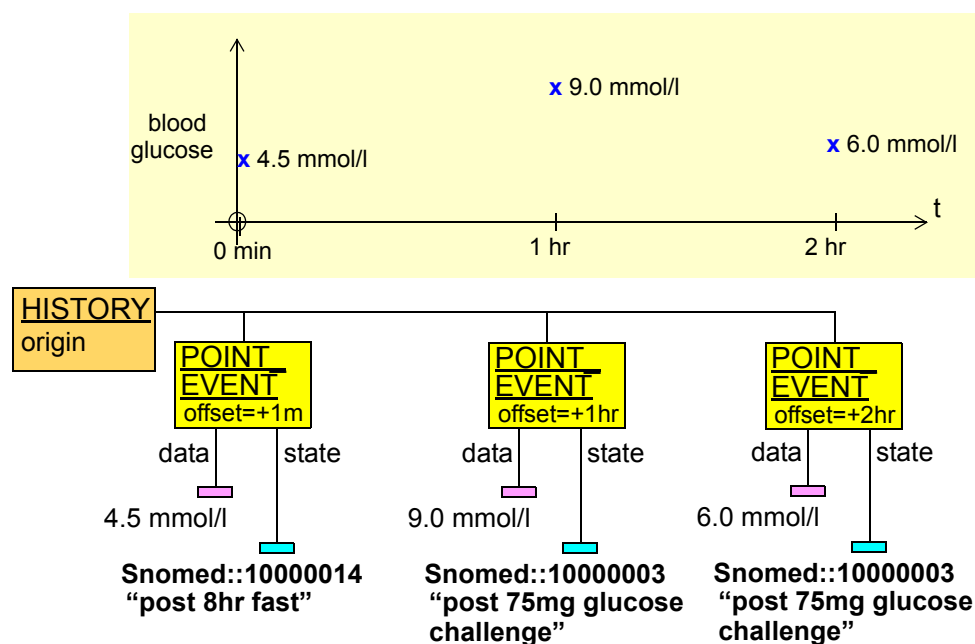 blood
glucose
x 4.5 mmol/l
x 9.0 mmol/l
x 6.0 mmol/l
t
0 min
1 hr
2 hr
HISTORY
origin
POINT_
EVENT
offset=+1m
data
state
4.5 mmol/l
Snomed::10000014
“post 8hr fast”
POINT_
EVENT
offset=+1hr
data
state
9.0 mmol/l
Snomed::10000003
“post 75mg glucose
challenge”
POINT_
EVENT
offset=+2hr
data
state
6.0 mmol/l
Snomed::10000003
“post 75mg glucose
challenge”